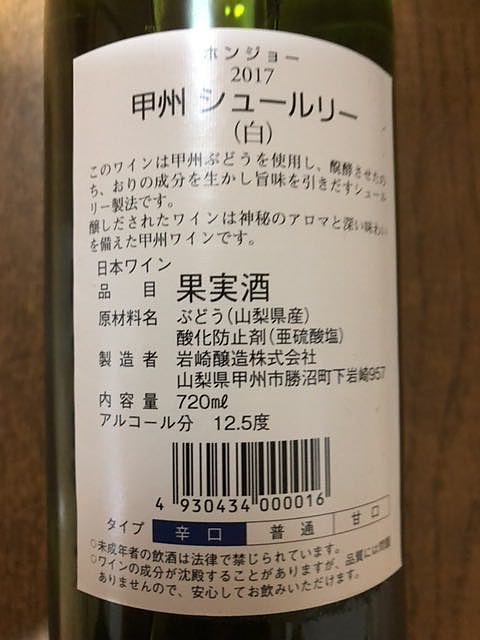 ホンジョー
2017
甲州 シュールリー
(白)
このワインは甲州ぶどうを使用し、醗酵させたの
ち、おりの成分を生かし旨味を引きだすシュール
リー製法です。
醸しだされたワインは神秘のアロマと深い味わい
を備えた甲州ワインです。
日本ワイン
品 目 果実酒
原材料名 ぶどう(山梨県産)
酸化防止剤(亜硫酸塩)
製造者 岩崎醸造株式会社
山梨県甲州市勝沼町下岩崎957
内容量 720mℓ
アルコール分 12.5度
4 930434 000016
タイプ 辛口 普通 甘口
○未成年者の飲酒は法律で禁じられています。
○ワインの成分が沈殿することがありますが、品質には問題
ありませんので、安心してお飲みいただけます。